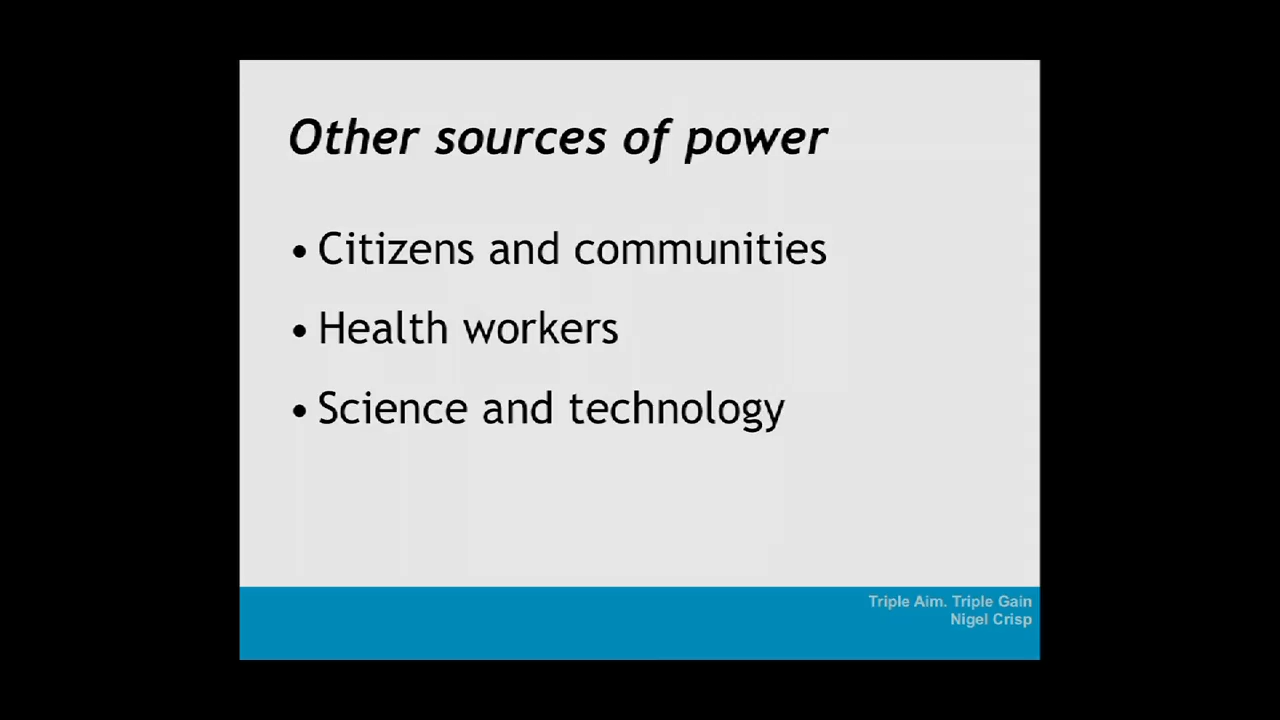 Other sources of power
• Citizens and communities
• Health workers
• Science and technology
Triple Aim. Triple Gain
Nigel Crisp